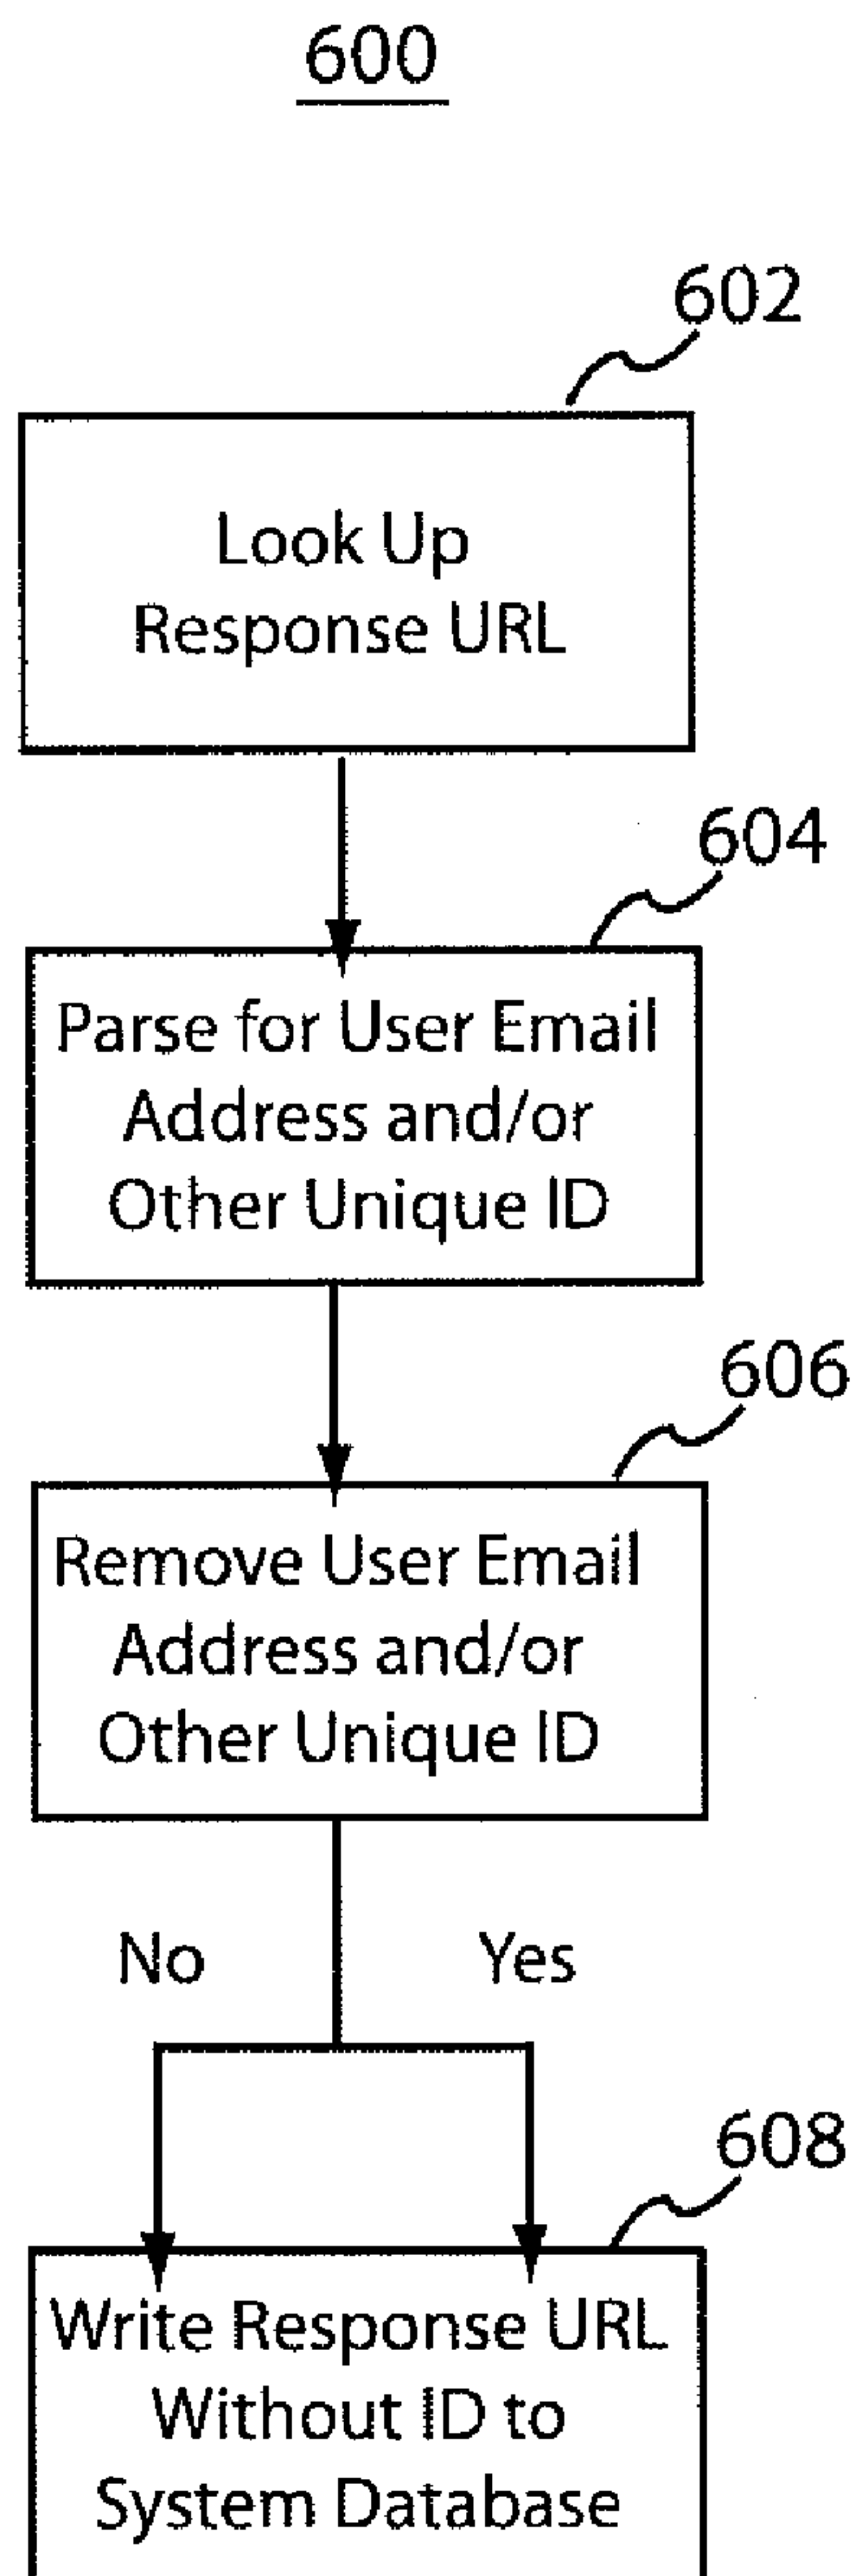 600
602
Look Up
Response URL
604
Parse for User Email
Address and/or
Other Unique ID
606
Remove User Email
Address and/or
Other Unique ID
No Yes
608
Write Response URL
Without ID to
System Database